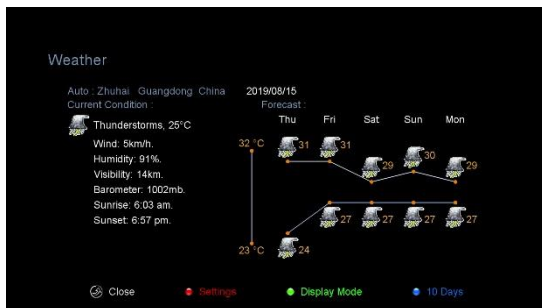 Weather
Auto : Zhuhai Guangdong China 2019/08/15
Current Condition : Forecast :
Thunderstorms, 25°C
Wind: 5km/h.
Humidity: 91%.
Visibility: 14km.
Barometer: 1002mb.
Sunrise: 6:03 am.
Sunset: 6:57 pm.
Thu Fri Sat Sun Mon
32 °C 31 31 29 30 29
27 27 27 27
23 °C 24
Close Settings Display Mode 10 Days